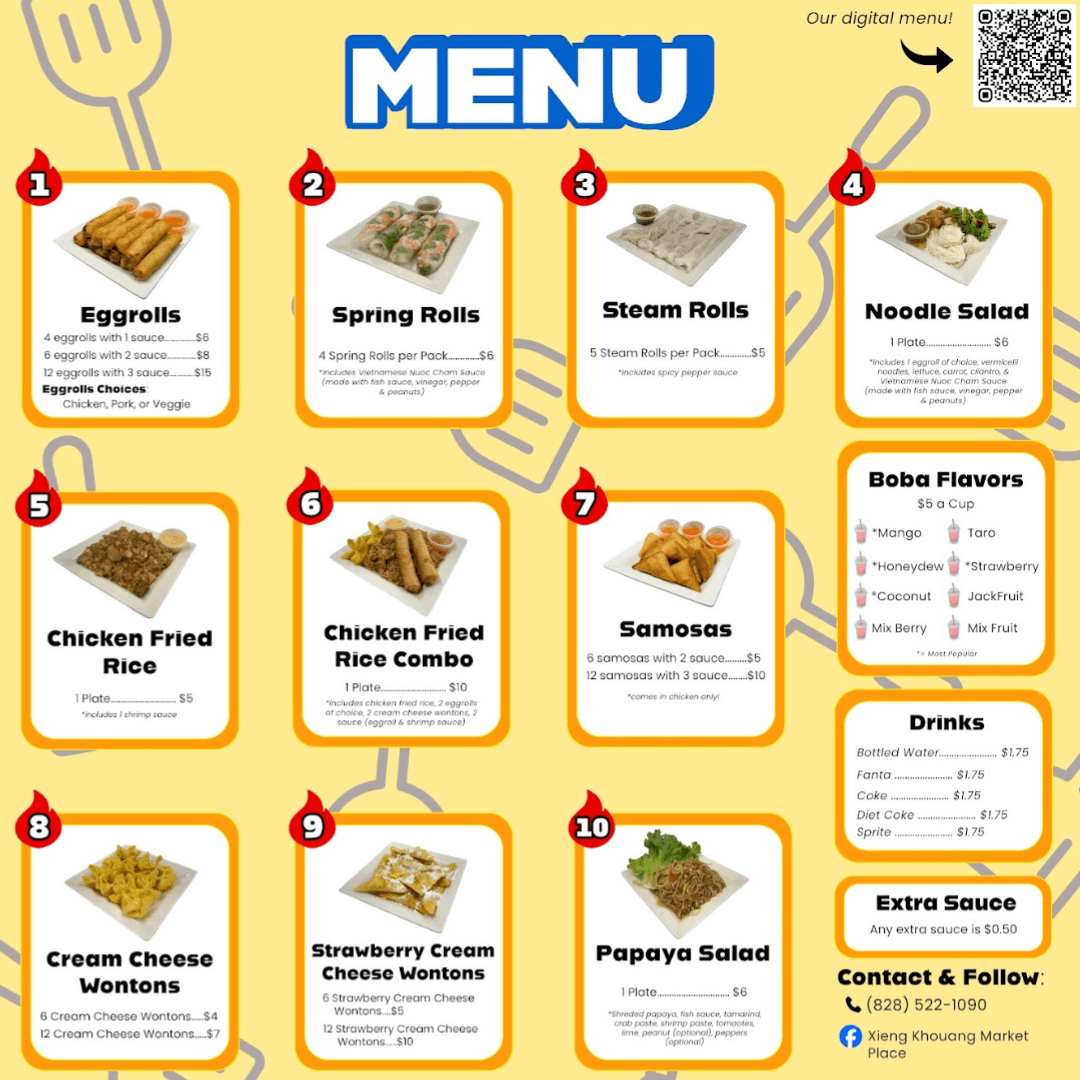 Our digital menu!
MENU
1
Eggrolls
4 eggrolls with 1 sauce............$6
6 eggrolls with 2 sauce...........$8
12 eggrolls with 3 sauce.........$15
Eggrolls Choices:
Chicken, Pork, or Veggie
2
Spring Rolls
4 Spring Rolls per Pack............$6
*includes Vietnamese Nuoc Cham Sauce
(made with fish sauce, vinegar, pepper
& peanuts)
3
Steam Rolls
5 Steam Rolls per Pack............$5
*includes spicy pepper sauce
4
Noodle Salad
1 Plate......................... $6
*includes 1 eggroll of choice, vermicelli
noodles, lettuce, carrot, cilantro, &
Vietnamese Nuoc Cham Sauce
(made with fish sauce, vinegar, pepper
& peanuts)
5
Chicken Fried
Rice
1 Plate......................... $5
*includes 1 shrimp sauce
6
Chicken Fried
Rice Combo
1 Plate......................... $10
*includes chicken fried rice, 2 eggrolls
of choice, 2 cream cheese wontons, 2
sauce (eggroll & shrimp sauce)
7
Samosas
6 samosas with 2 sauce.........$5
12 samosas with 3 sauce........$10
*comes in chicken only!
Boba Flavors
$5 a Cup
*Mango Taro
*Honeydew *Strawberry
*Coconut JackFruit
Mix Berry Mix Fruit
*= Most Popular
Drinks
Bottled Water....................... $1.75
Fanta ....................... $1.75
Coke ....................... $1.75
Diet Coke ....................... $1.75
Sprite ....................... $1.75
8
Cream Cheese
Wontons
6 Cream Cheese Wontons.....$4
12 Cream Cheese Wontons....$7
9
Strawberry Cream
Cheese Wontons
6 Strawberry Cream Cheese
Wontons....$5
12 Strawberry Cream Cheese
Wontons....$10
10
Papaya Salad
1 Plate............................ $6
*Shreded papaya, fish sauce, tamarind,
crab paste, shrimp paste, tomaotes,
lime, peanut (optional), peppers
(optional)
Extra Sauce
Any extra sauce is $0.50
Contact & Follow:
(828) 522-1090
Xieng Khouang Market
Place